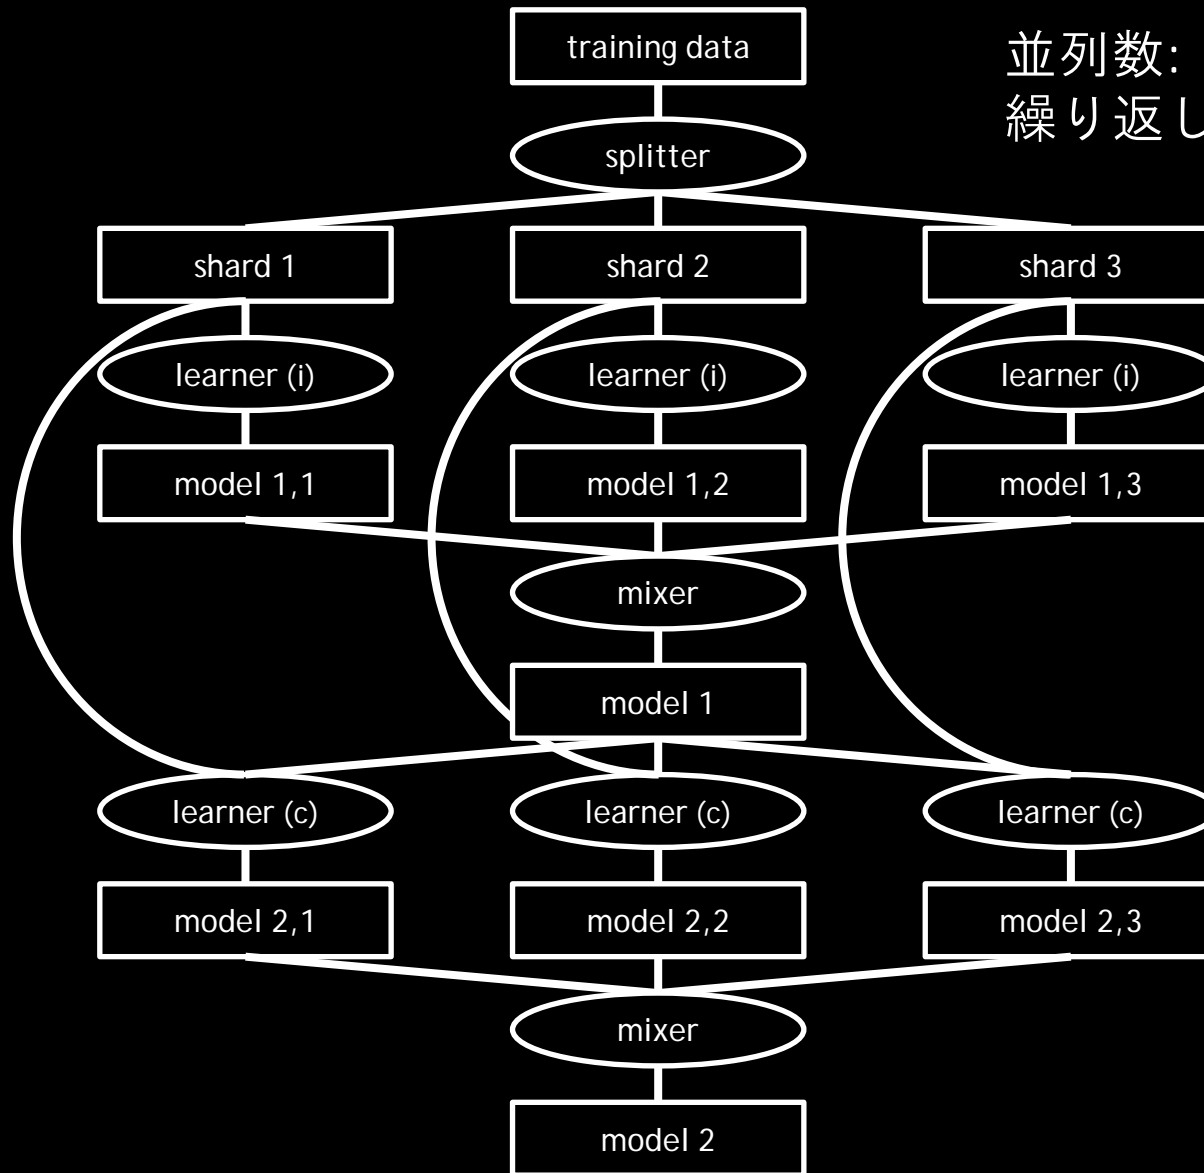 training data
並列数:
繰り返し
splitter
shard 1
shard 2
shard 3
learner (i)
learner (i)
learner (i)
model 1,1
model 1,2
model 1,3
mixer
model 1
learner (c)
learner (c)
learner (c)
model 2,1
model 2,2
model 2,3
mixer
model 2